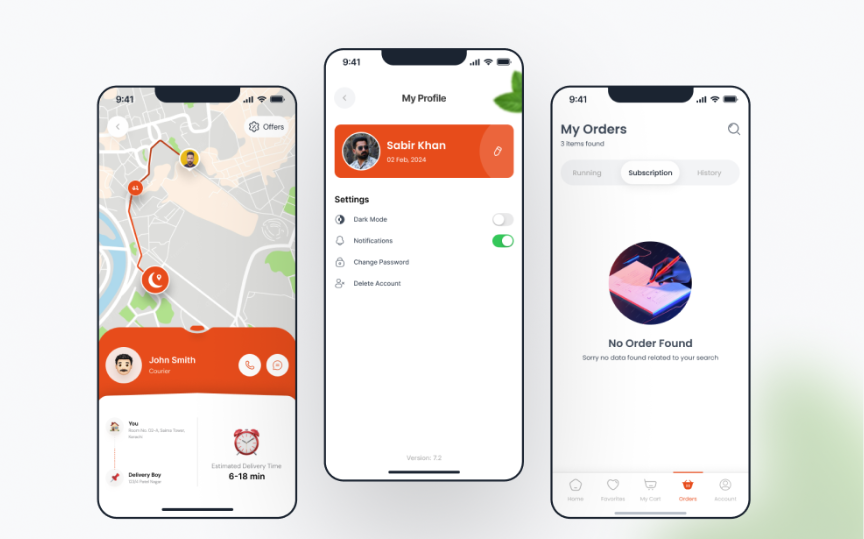 9:41
Offers
John Smith
Courier
You
Delivery Boy
Estimated Delivery Time
6-18 min
9:41
My Profile
Sabir Khan
02 Feb, 2024
Settings
Dark Mode
Notifications
Change Password
Delete Account
Version: 7.2
9:41
My Orders
3 items found
Running
Subscription
History
No Order Found
Sorry no data found related to your search
Home
Favorites
My Cart
Orders
Account